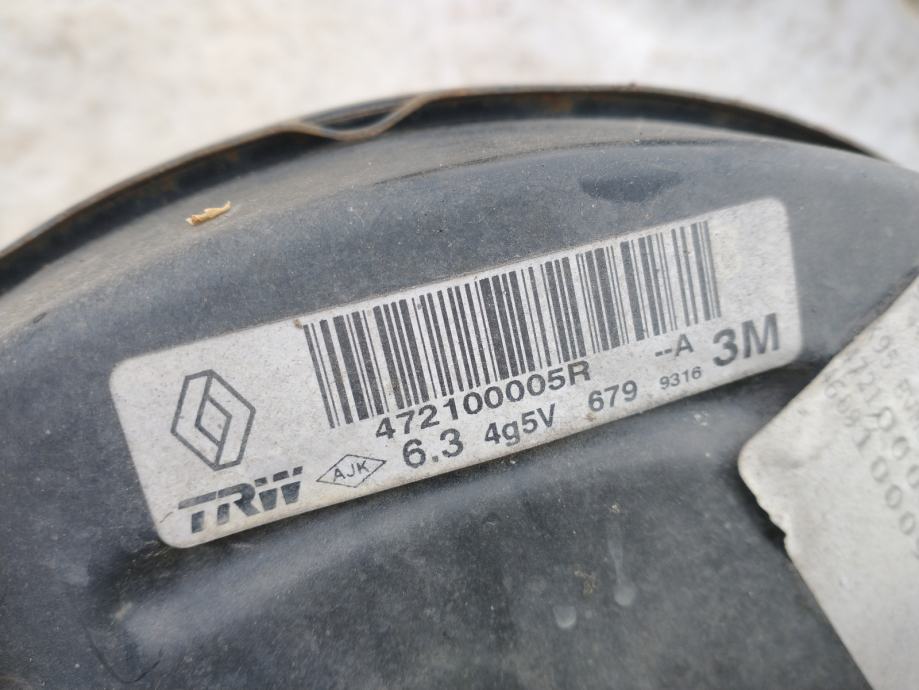 472100005R --A 3M
TRW AJK 6.3 4g5V 679 9316